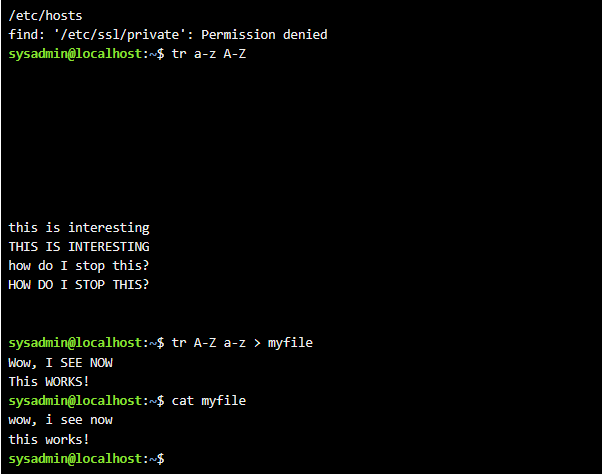 /etc/hosts
find: '/etc/ssl/private': Permission denied
sysadmin@localhost:~$ tr a-z A-Z
this is interesting
THIS IS INTERESTING
how do I stop this?
HOW DO I STOP THIS?
sysadmin@localhost:~$ tr A-Z a-z > myfile
Wow, I SEE NOW
This WORKS!
sysadmin@localhost:~$ cat myfile
wow, i see now
this works!
sysadmin@localhost:~$